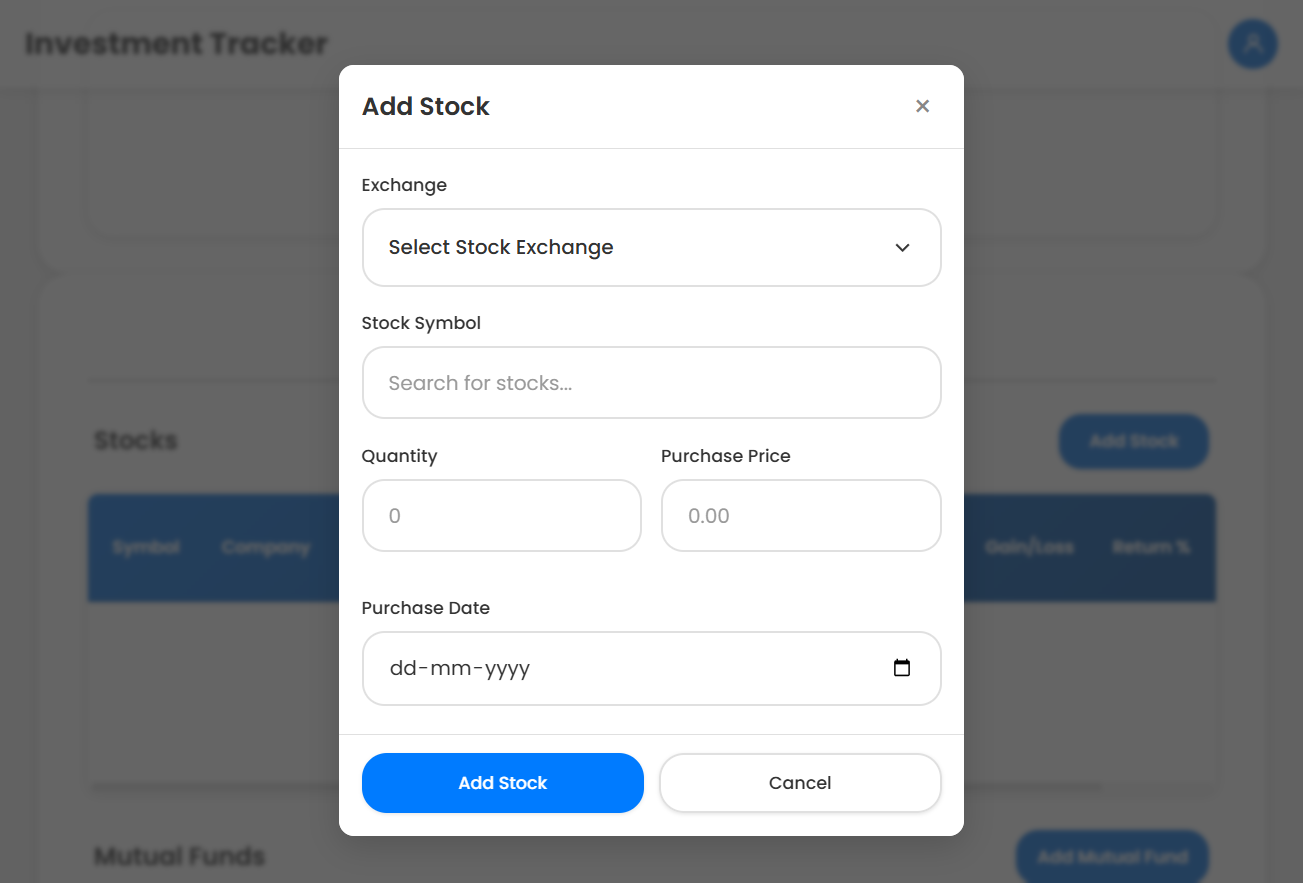 Investment Tracker
Add Stock ×
Exchange
Select Stock Exchange
Stock Symbol
Search for stocks...
Quantity Purchase Price
0 0.00
Purchase Date
dd-mm-yyyy
Add Stock Cancel
Stocks Add Stock
Symbol Company Gain/Loss Return %
Mutual Funds Add Mutual Fund